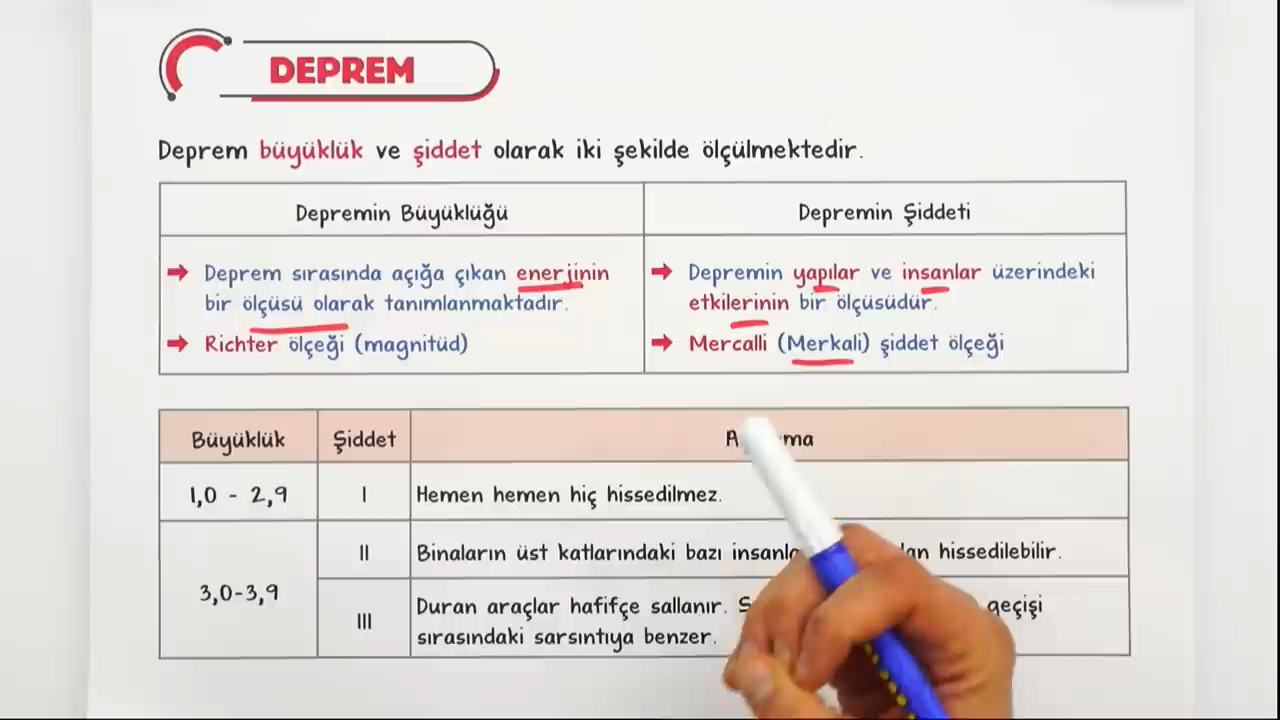 DEPREM
Deprem büyüklük ve şiddet olarak iki şekilde ölçülmektedir.
Depremin Büyüklüğü
Depremin Şiddeti
→ Deprem sırasında açığa çıkan enerjinin
bir ölçüsü olarak tanımlanmaktadır.
→ Richter ölçeği (magnitüd)
→ Depremin yapılar ve insanlar üzerindeki
etkilerinin bir ölçüsüdür.
→ Mercalli (Merkali) şiddet ölçeği
Büyüklük Şiddet
1,0 - 2,9 I Hemen hemen hiç hissedilmez.
3,0-3,9
II Binaların üst katlarındaki bazı hissedilebilir.
III Duran araçlar hafifçe sallanır. geçişi
sırasındaki sarsıntıya benzer.